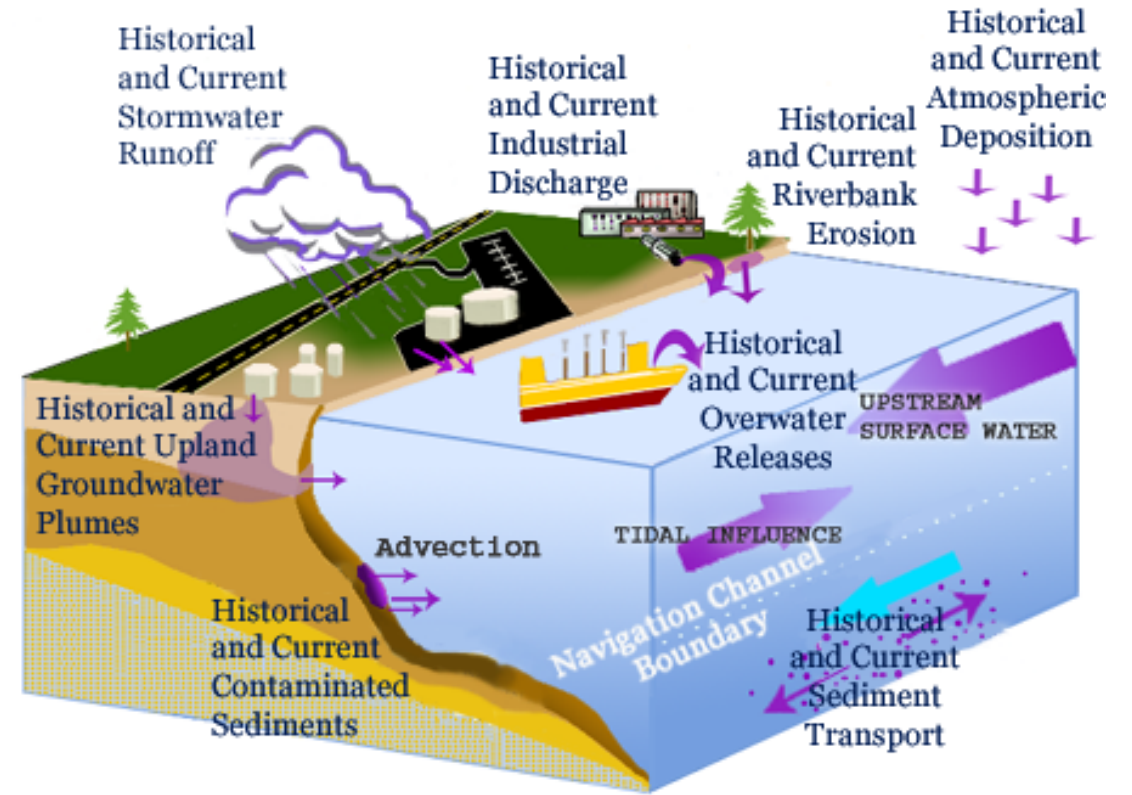 Historical
and Current
Stormwater
Runoff
Historical
and Current
Industrial
Discharge
Historical
and Current
Atmospheric
Deposition
Historical
and Current
Riverbank
Erosion
Historical
and Current
Overwater
Releases
UPSTREAM
SURFACE WATER
Historical and
Current Upland
Groundwater
Plumes
TIDAL INFLUENCE
Advection
Navigation Channel
Boundary
Historical
and Current
Contaminated
Sediments
Historical
and Current
Sediment
Transport